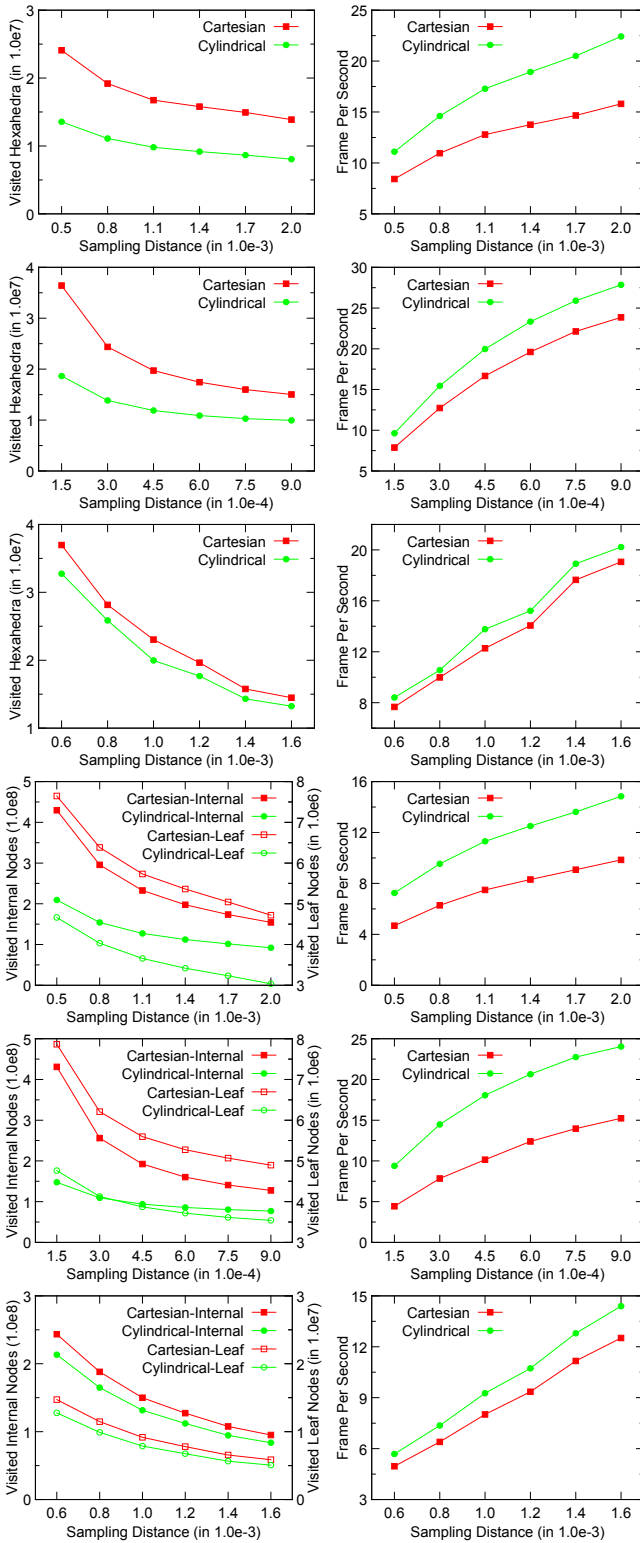 Visited Hexahedra (in 1.0e7)
3
2
1
0
Cartesian
Cylindrical
0.5 0.8 1.1 1.4 1.7 2.0
Sampling Distance (in 1.0e-3)
Frame Per Second
25
20
15
10
5
Cartesian
Cylindrical
0.5 0.8 1.1 1.4 1.7 2.0
Sampling Distance (in 1.0e-3)
Visited Hexahedra (in 1.0e7)
4
3
2
1
0
Cartesian
Cylindrical
1.5 3.0 4.5 6.0 7.5 9.0
Sampling Distance (in 1.0e-4)
Frame Per Second
30
25
20
15
10
5
Cartesian
Cylindrical
1.5 3.0 4.5 6.0 7.5 9.0
Sampling Distance (in 1.0e-4)
Visited Hexahedra (in 1.0e7)
4
3
2
1
Cartesian
Cylindrical
0.6 0.8 1.0 1.2 1.4 1.6
Sampling Distance (in 1.0e-3)
Frame Per Second
20
16
12
8
Cartesian
Cylindrical
0.6 0.8 1.0 1.2 1.4 1.6
Sampling Distance (in 1.0e-3)
Visited Internal Nodes (1.0e8)
5
4
3
2
1
0
Cartesian-Internal
Cylindrical-Internal
Cartesian-Leaf
Cylindrical-Leaf
8
7
6
5
4
3
Visited Leaf Nodes (in 1.0e6)
0.5 0.8 1.1 1.4 1.7 2.0
Sampling Distance (in 1.0e-3)
Frame Per Second
16
12
8
4
0
Cartesian
Cylindrical
0.5 0.8 1.1 1.4 1.7 2.0
Sampling Distance (in 1.0e-3)
Visited Internal Nodes (1.0e8)
5
4
3
2
1
0
Cartesian-Internal
Cylindrical-Internal
Cartesian-Leaf
Cylindrical-Leaf
8
7
6
5
4
3
Visited Leaf Nodes (in 1.0e6)
1.5 3.0 4.5 6.0 7.5 9.0
Sampling Distance (in 1.0e-4)
Frame Per Second
25
20
15
10
5
0
Cartesian
Cylindrical
1.5 3.0 4.5 6.0 7.5 9.0
Sampling Distance (in 1.0e-4)
Visited Internal Nodes (1.0e8)
3
2
1
0
Cartesian-Internal
Cylindrical-Internal
Cartesian-Leaf
Cylindrical-Leaf
3
2
1
0
Visited Leaf Nodes (in 1.0e7)
0.6 0.8 1.0 1.2 1.4 1.6
Sampling Distance (in 1.0e-3)
Frame Per Second
15
12
9
6
3
Cartesian
Cylindrical
0.6 0.8 1.0 1.2 1.4 1.6
Sampling Distance (in 1.0e-3)